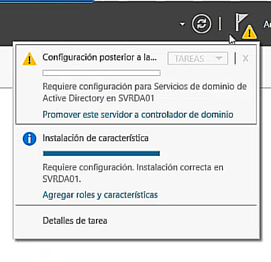 Configuración posterior a la...
TAREAS
X
Requiere configuración para Servicios de dominio de
Active Directory en SVRDA01
Promover este servidor a controlador de dominio
Instalación de característica
Requiere configuración. Instalación correcta en
SVRDA01.
Agregar roles y características
Detalles de tarea